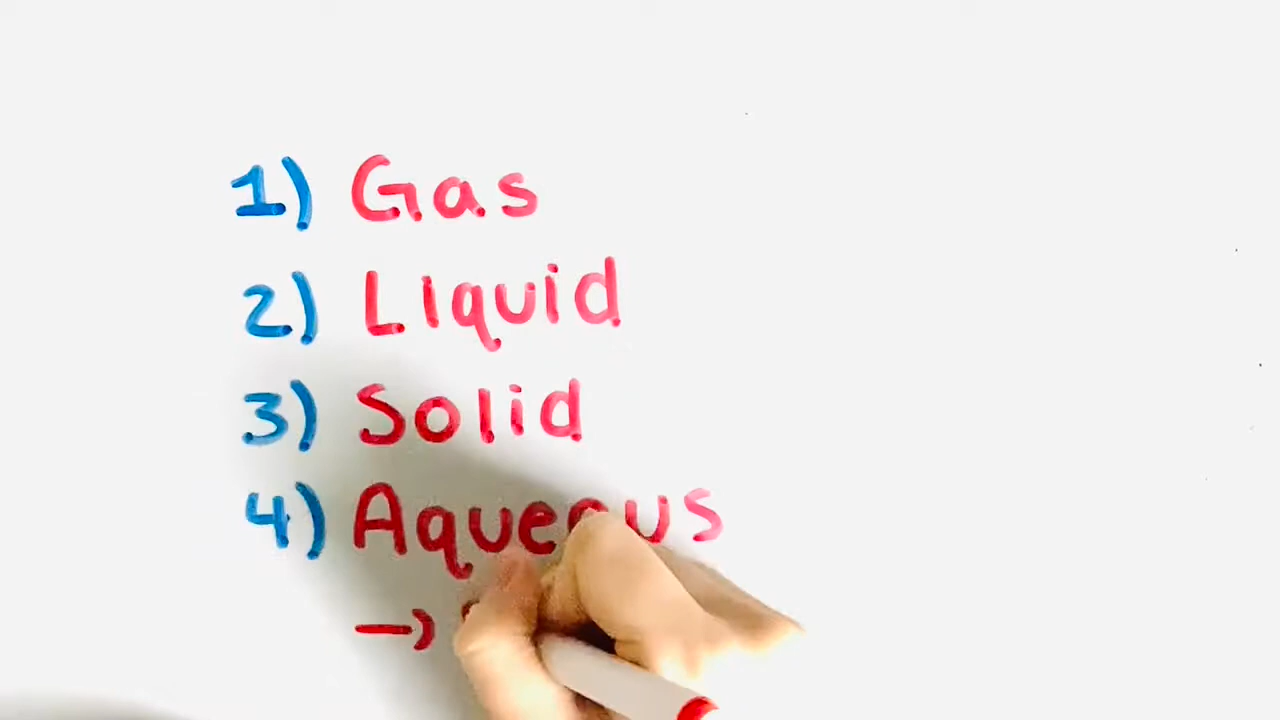 1) Gas
2) Liquid
3) Solid
4) Aqueous
→